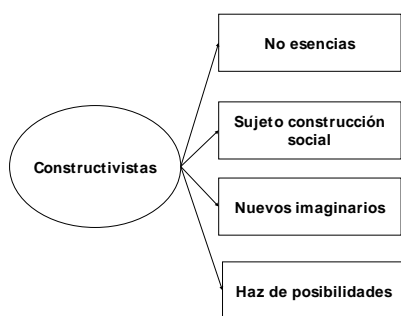 No esencias
Sujeto construcción
social
Constructivistas
Nuevos imaginarios
Haz de posibilidades